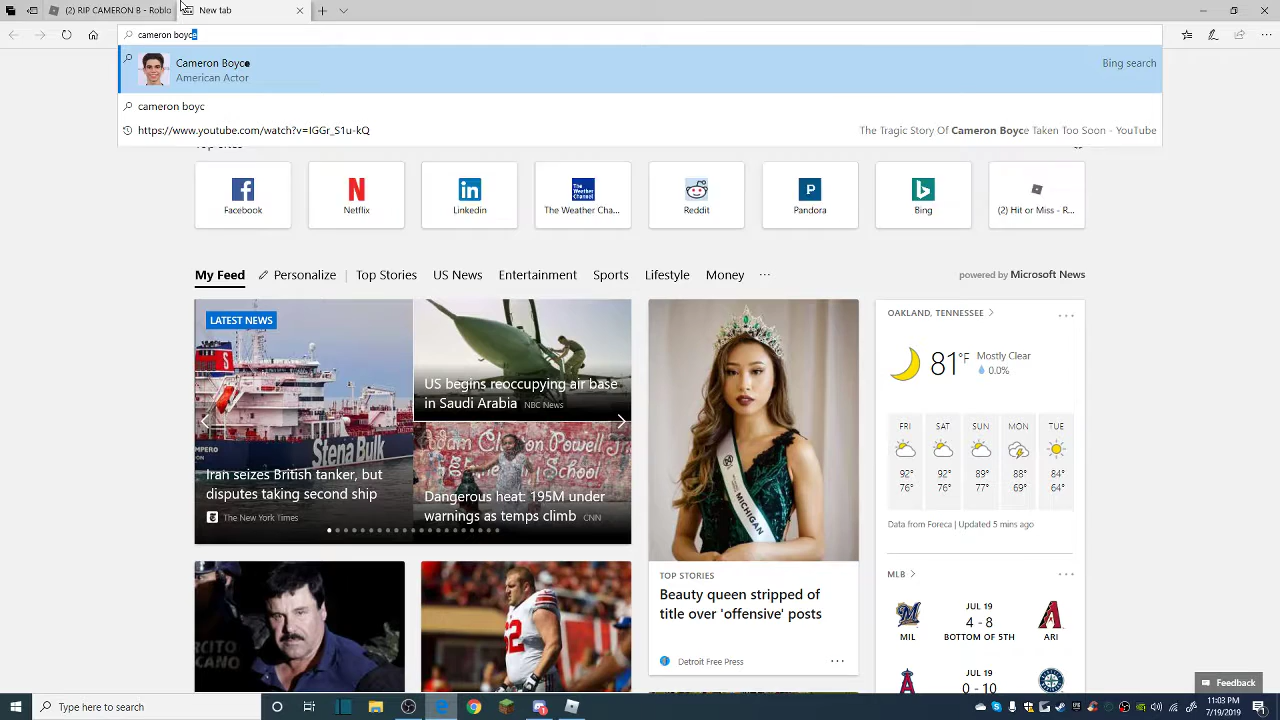 (2) RIP CAMERON B - Roblo
New tab
cameron boyce
Cameron Boyce
American Actor
Bing search
cameron boyc
https://www.youtube.com/watch?v=IGGr_S1u-kQ
The Tragic Story Of Cameron Boyce Taken Too Soon - YouTube
Top Sites
Facebook
Netflix
Linkedin
The Weather Cha...
Reddit
Pandora
Bing
(2) Hit or Miss - R...
My Feed
Personalize
Top Stories
US News
Entertainment
Sports
Lifestyle
Money
powered by Microsoft News
LATEST NEWS
Stena Bulk
Iran seizes British tanker, but
disputes taking second ship
The New York Times
US begins reoccupying air base
in Saudi Arabia NBC News
Dangerous heat: 195M under
warnings as temps climb CNN
MICHIGAN
TOP STORIES
Beauty queen stripped of
title over 'offensive' posts
Detroit Free Press
OAKLAND, TENNESSEE
81°F
Mostly Clear
0.0%
FRI SAT SUN MON TUE
92° 92° 89° 88° 84°
76° 76° 77° 69° 64°
Data from Foreca | Updated 5 mins ago
MLB
JUL 19
4 - 8
MIL BOTTOM OF 5TH ARI
JUL 19
0 - 10
62
Feedback
Type here to search
11:03 PM
7/19/2019